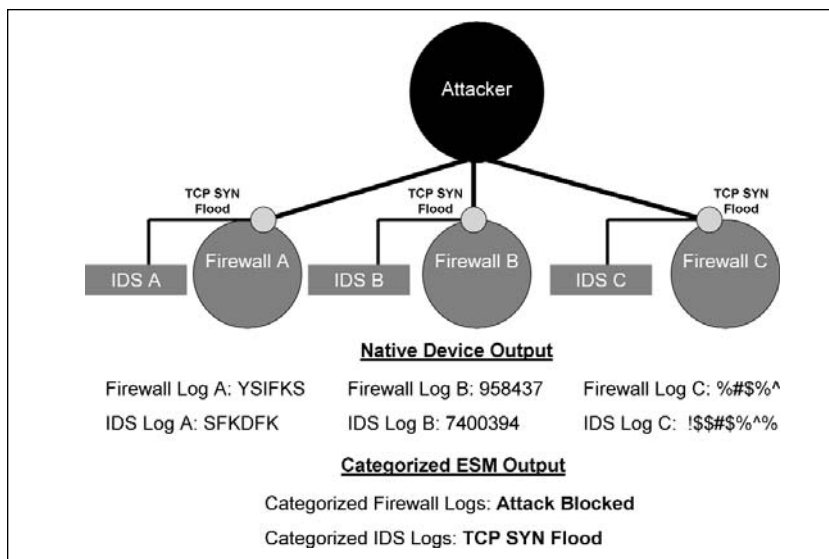 Attacker
TCP SYN
Flood
TCP SYN
Flood
TCP SYN
Flood
IDS A
Firewall A
IDS B
Firewall B
IDS C
Firewall C
Native Device Output
Firewall Log A: YSIFKS
Firewall Log B: 958437
Firewall Log C: %#$%^
IDS Log A: SFKDFK
IDS Log B: 7400394
IDS Log C: !$$#$%^%
Categorized ESM Output
Categorized Firewall Logs: Attack Blocked
Categorized IDS Logs: TCP SYN Flood